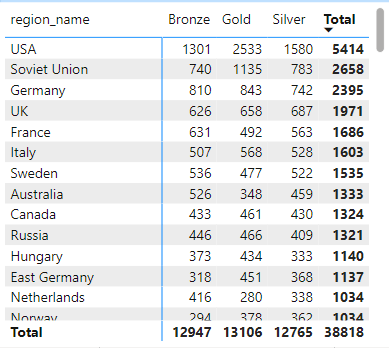 region_name Bronze Gold Silver Total
USA 1301 2533 1580 5414
Soviet Union 740 1135 783 2658
Germany 810 843 742 2395
UK 626 658 687 1971
France 631 492 563 1686
Italy 507 568 528 1603
Sweden 536 477 522 1535
Australia 526 348 459 1333
Canada 433 461 430 1324
Russia 446 466 409 1321
Hungary 373 434 333 1140
East Germany 318 451 368 1137
Netherlands 416 280 338 1034
Norway 294 378 362 1034
Total 12947 13106 12765 38818